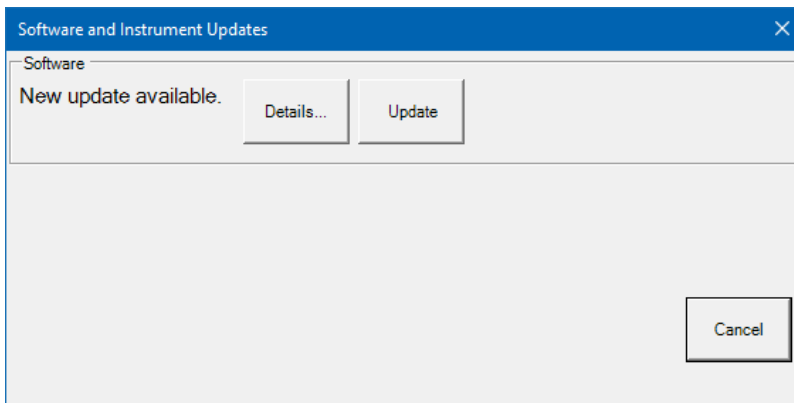 Software and Instrument Updates
Software
New update available.
Details...
Update
Cancel